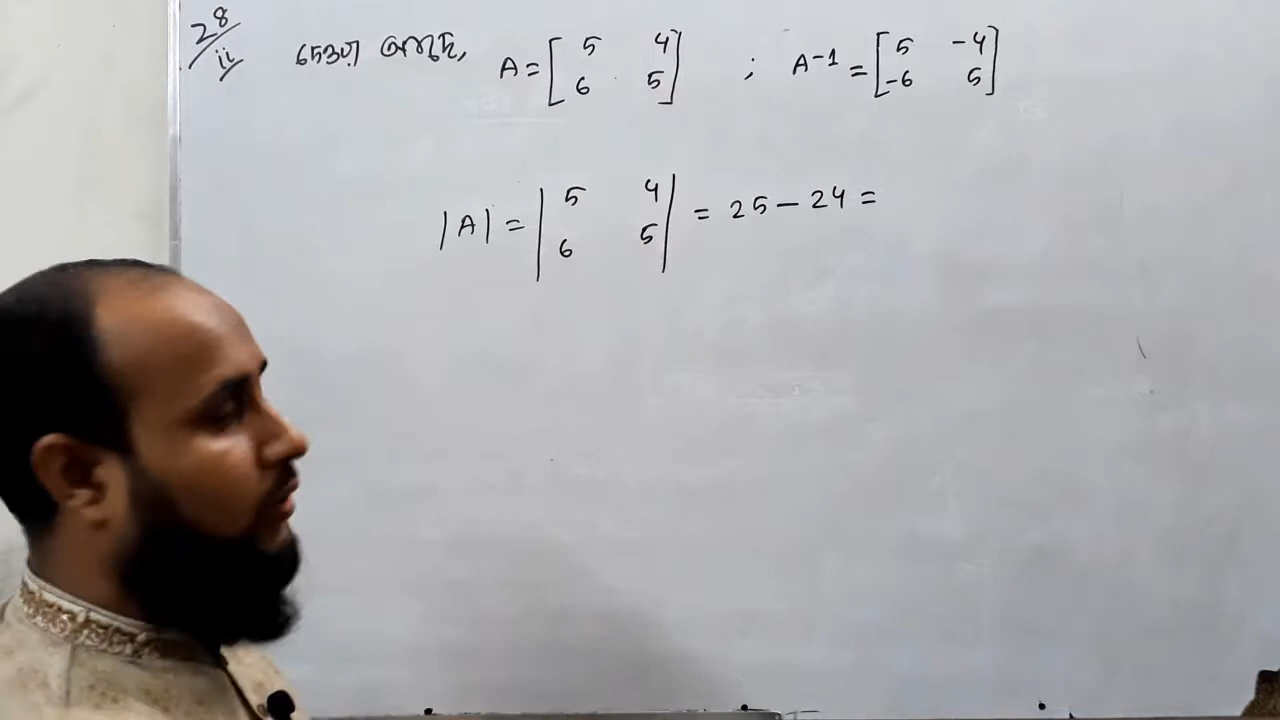 28/ii দেওয়া আছে, A = [ 5 4 ; A-1 = [ 5 -4
6 5 ] -6 5 ]
|A| = | 5 4 | = 25 - 24 =
6 5